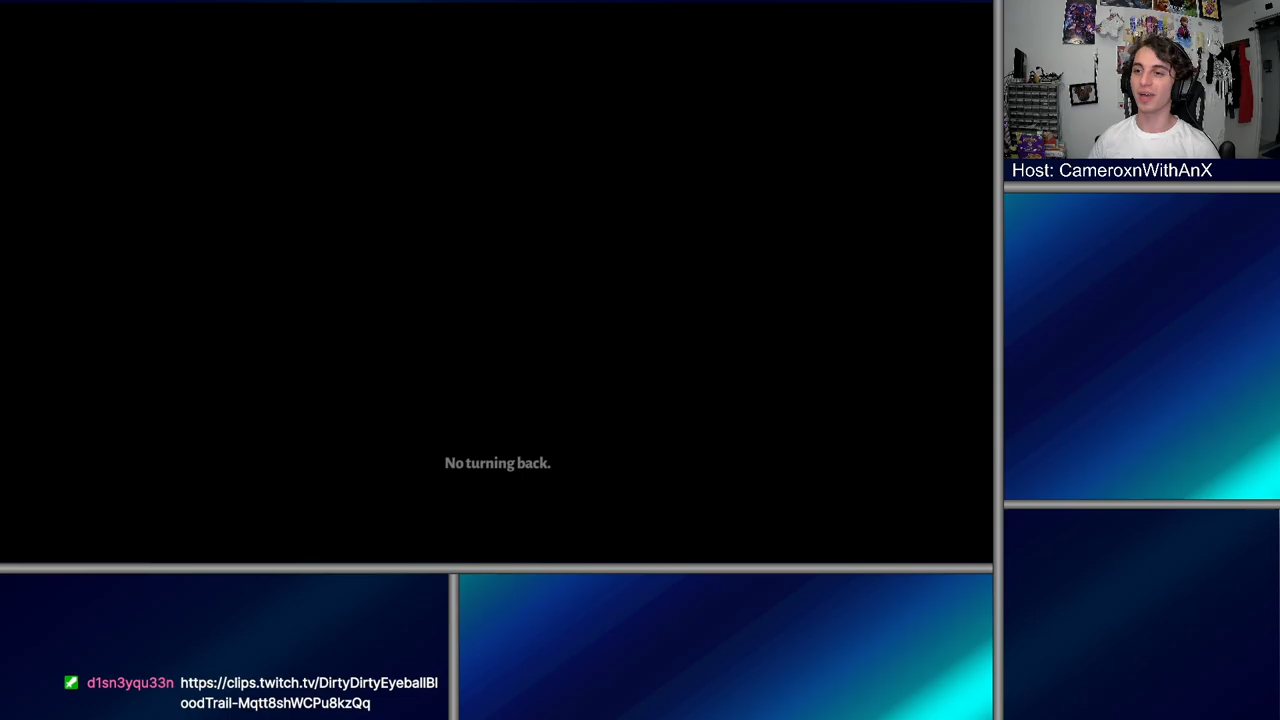 Host: CameroxnWithAnX
No turning back.
d1sn3yqu33n https://clips.twitch.tv/DirtyDirtyEyeballBl
oodTrail-Mqtt8shWCPu8kzQq